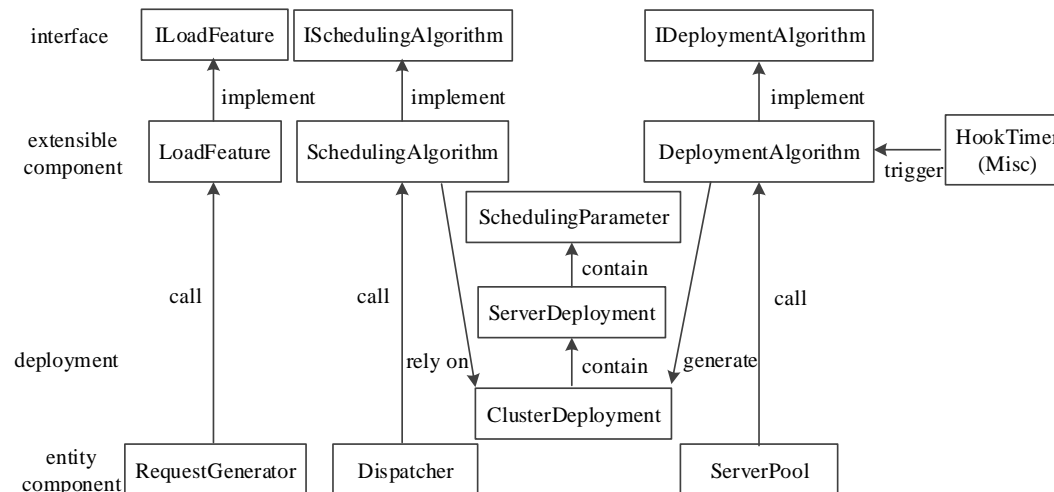 interface
ILoadFeature
ISchedulingAlgorithm
IDeploymentAlgorithm
implement
implement
implement
extensible
component
LoadFeature
SchedulingAlgorithm
DeploymentAlgorithm
HookTimer
(Misc)
trigger
SchedulingParameter
contain
call
call
call
ServerDeployment
deployment
rely on
contain
generate
ClusterDeployment
entity
component
RequestGenerator
Dispatcher
ServerPool